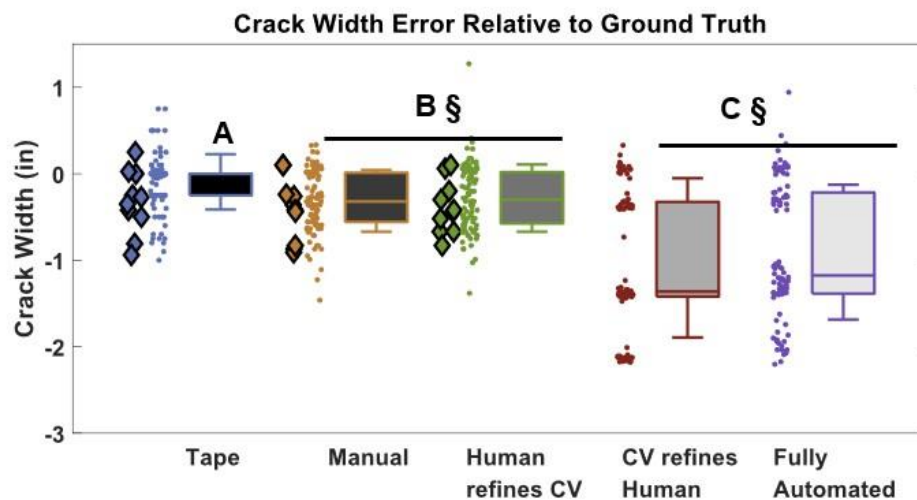 Crack Width Error Relative to Ground Truth
Crack Width (in)
1
0
-1
-2
-3
A
B §
C §
Tape
Manual
Human
refines CV
CV refines
Human
Fully
Automated